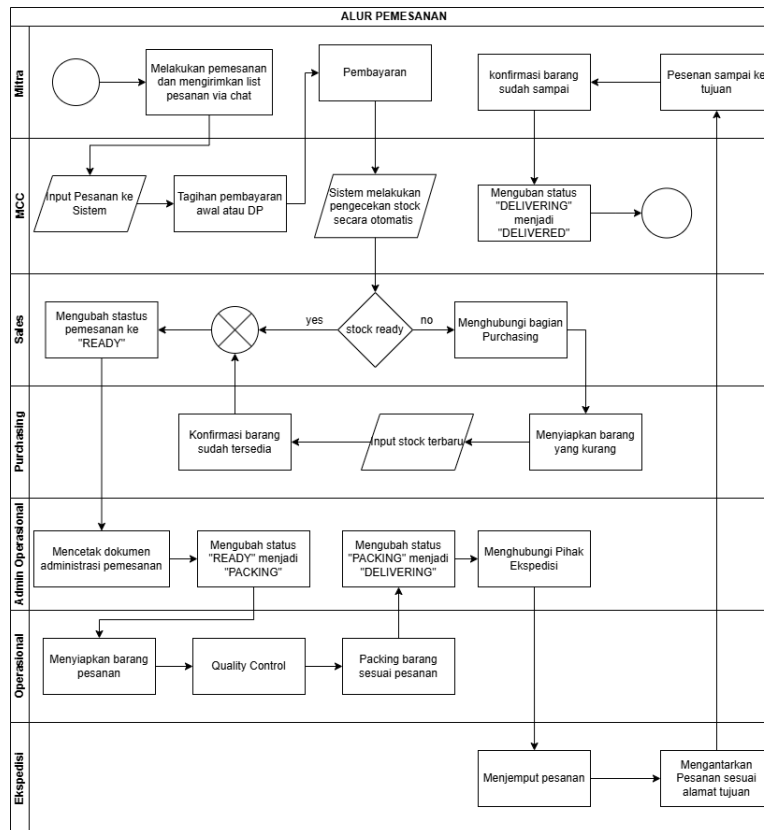 ALUR PEMESANAN
Mitra
Melakukan pemesanan
dan mengirimkan list
pesanan via chat
Pembayaran
konfirmasi barang
sudah sampai
Pesenan sampai ke
tujuan
MCC
Input Pesanan ke
Sistem
Tagihan pembayaran
awal atau DP
Sistem melakukan
pengecekan stock
secara otomatis
Menguban status
"DELIVERING"
menjadi
"DELIVERED"
Sales
Mengubah stastus
pemesanan ke
"READY"
yes
stock ready
no
Menghubungi bagian
Purchasing
Purchasing
Konfirmasi barang
sudah tersedia
Input stock terbaru
Menyiapkan barang
yang kurang
Admin Operasional
Mencetak dokumen
administrasi pemesanan
Mengubah status
"READY" menjadi
"PACKING"
Mengubah status
"PACKING" menjadi
"DELIVERING"
Menghubungi Pihak
Ekspedisi
Operasional
Menyiapkan barang
pesanan
Quality Control
Packing barang
sesuai pesanan
Ekspedisi
Menjemput pesanan
Mengantarkan
Pesanan sesuai
alamat tujuan